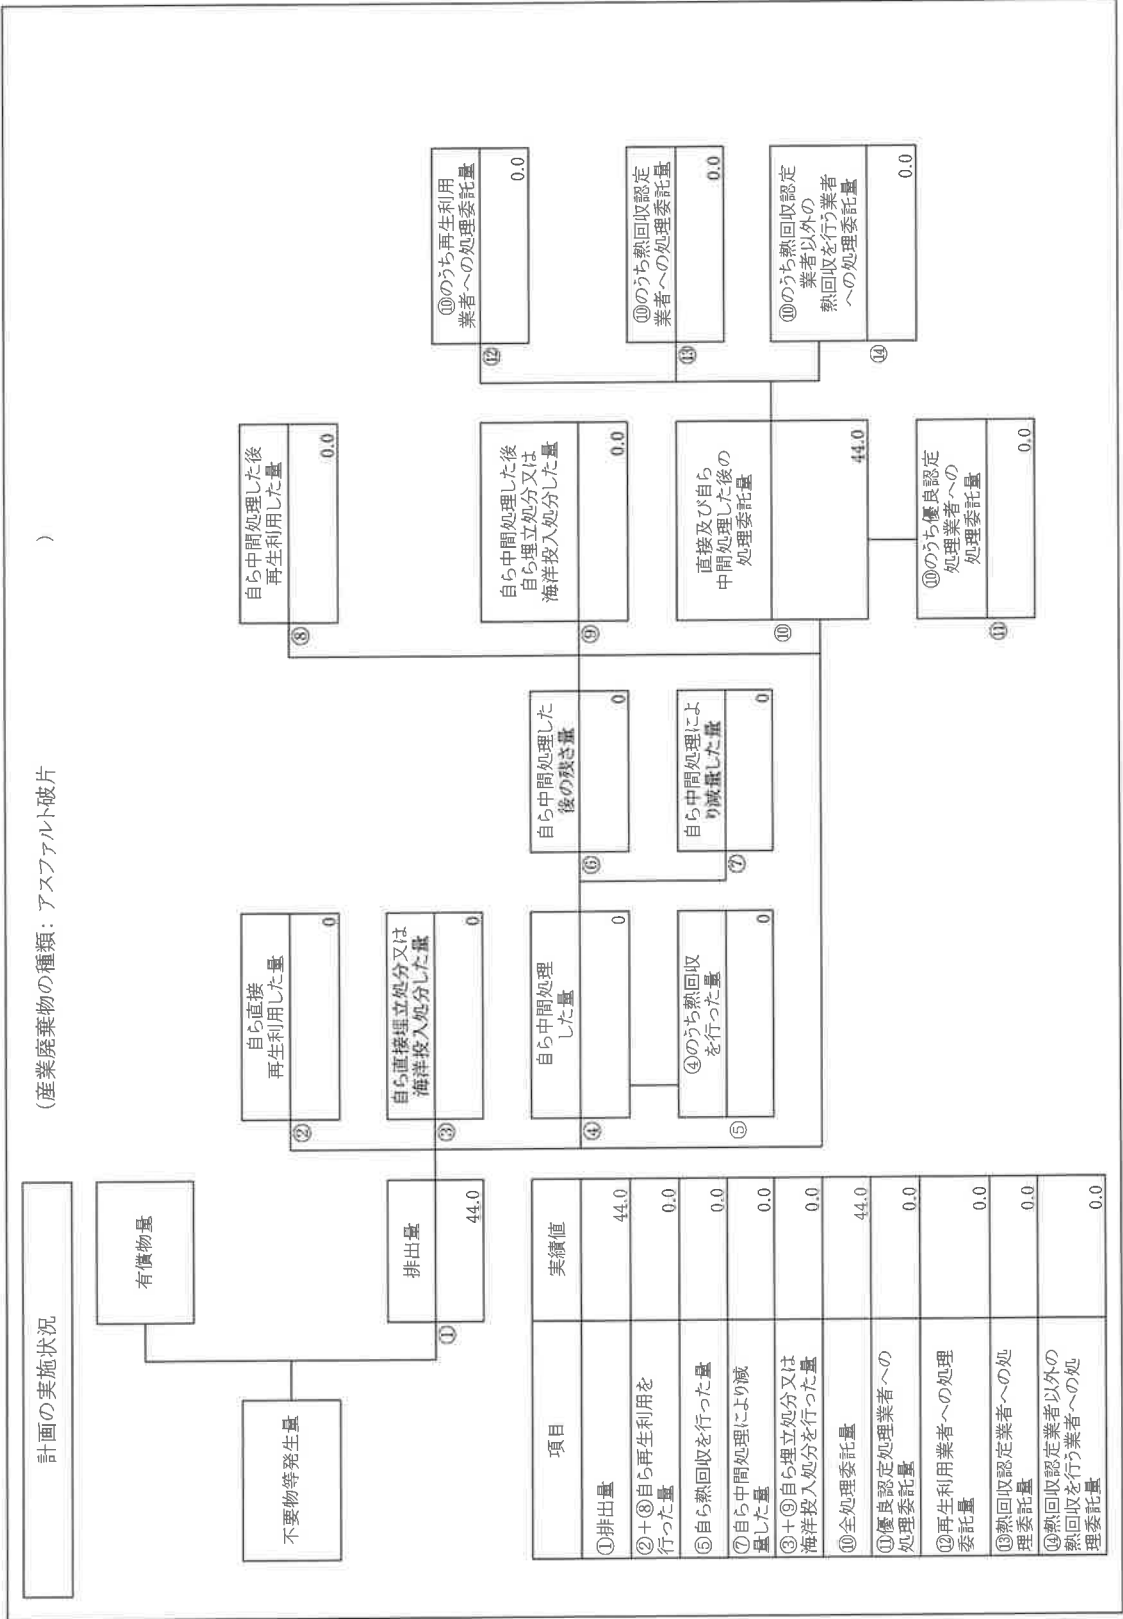 計画の実施状況
(産業廃棄物の種類：アスファルト破片
)
不要物等発生量
有償物量
①
排出量
44.0
②
自ら直接
再生利用した量
0
③
自ら直接埋立処分又は
海洋投入処分した量
0
④
自ら中間処理
した量
0
⑤
④のうち熱回収
を行った量
0
⑥
自ら中間処理した
後の残さ量
0
⑦
自ら中間処理によ
り減量した量
0
⑧
自ら中間処理した後
再生利用した量
0.0
⑨
自ら中間処理した後
自ら埋立処分又は
海洋投入処分した量
0.0
⑩
直接及び自ら
中間処理した後の
処理委託量
44.0
⑪
⑩のうち優良認定
処理業者への
処理委託量
0.0
⑫
⑩のうち再生利用
業者への処理委託量
0.0
⑬
⑩のうち熱回収認定
業者への処理委託量
0.0
⑭
⑩のうち熱回収認定
業者以外の
熱回収を行う業者
への処理委託量
0.0
項目 実績値
①排出量 44.0
②＋⑧自ら再生利用を
行った量 0.0
⑤自ら熱回収を行った量 0.0
⑦自ら中間処理により減
量した量 0.0
③＋⑨自ら埋立処分又は
海洋投入処分を行った量 0.0
⑩全処理委託量 44.0
⑪優良認定処理業者への
処理委託量 0.0
⑫再生利用業者への処理
委託量 0.0
⑬熱回収認定業者への処
理委託量 0.0
⑭熱回収認定業者以外の
熱回収を行う業者への処
理委託量 0.0